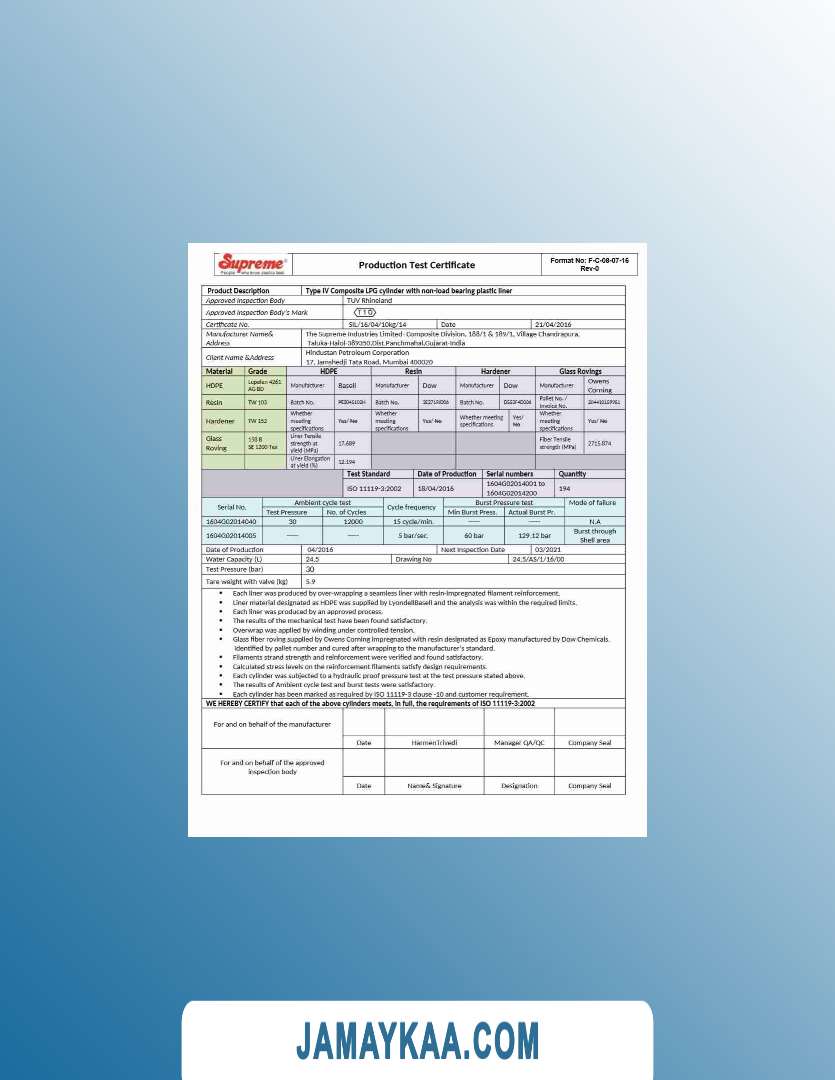 Supreme
People who know plastics best
Production Test Certificate
Format No: F-C-08-07-16
Rev-0
Product Description Type IV Composite LPG cylinder with non-load bearing plastic liner
Approved Inspection Body TUV Rhineland
Approved Inspection Body's Mark
Certificate No. SIL/16/04/10kg/14 Date 21/04/2016
Manufacturer Name& Address The Supreme Industries Limited- Composite Division, 188/1 & 189/1, Village Chandrapura,
Taluka-Halol-389350,Dist.Panchmahal,Gujarat-India
Client Name &Address Hindustan Petroleum Corporation
17, Jamshedji Tata Road, Mumbai 400020
Material Grade HDPE Resin Hardener Glass Rovings
HDPE Lupolen 4261 AG BD Manufacturer Basell Manufacturer Dow Manufacturer Dow Manufacturer Owens Corning
Resin TW 103 Batch No. Batch No. Batch No. Pallet No. / Invoice No.
Hardener TW 152 Whether meeting specifications Yes/ No Whether meeting specifications Yes/ No Whether meeting specifications Yes/ No Whether meeting specifications Yes/ No
Glass Roving 158 B SE 1200-Tex Liner Tensile strength at yield (MPa) 17.689 Fiber Tensile strength (MPa) 2715.874
Liner Elongation at yield (%) 12.194
Test Standard Date of Production Serial numbers Quantity
ISO 11119-3:2002 18/04/2016 1604G02014001 to 1604G02014200 194
Serial No. Ambient cycle test Cycle frequency Burst Pressure test Mode of failure
Test Pressure No. of Cycles Min Burst Press. Actual Burst Pr.
1604G02014040 30 12000 15 cycle/min. ----- ----- N.A
1604G02014005 ----- ----- 5 bar/sec. 60 bar 129.12 bar Burst through Shell area
Date of Production 04/2016 Next Inspection Date 03/2021
Water Capacity (L) 24.5 Drawing No 24.5/AS/1/16/00
Test Pressure (bar) 30
Tare weight with valve (kg) 5.9
• Each liner was produced by over-wrapping a seamless liner with resin-impregnated filament reinforcement.
• Liner material designated as HDPE was supplied by LyondellBasell and the analysis was within the required limits.
• Each liner was produced by an approved process.
• The results of the mechanical test have been found satisfactory.
• Overwrap was applied by winding under controlled tension.
• Glass fiber roving supplied by Owens Corning impregnated with resin designated as Epoxy manufactured by Dow Chemicals.
Identified by pallet number and cured after wrapping to the manufacturer's standard.
• Filaments strand strength and reinforcement were verified and found satisfactory.
• Calculated stress levels on the reinforcement filaments satisfy design requirements.
• Each cylinder was subjected to a hydraulic proof pressure test at the test pressure stated above.
• The results of Ambient cycle test and burst tests were satisfactory.
• Each cylinder has been marked as required by ISO 11119-3 clause -10 and customer requirement.
WE HEREBY CERTIFY that each of the above cylinders meets, in full, the requirements of ISO 11119-3:2002
For and on behalf of the manufacturer
Date HarmenTrivedi Manager QA/QC Company Seal
For and on behalf of the approved
inspection body
Date Name& Signature Designation Company Seal
JAMAYKAA.COM